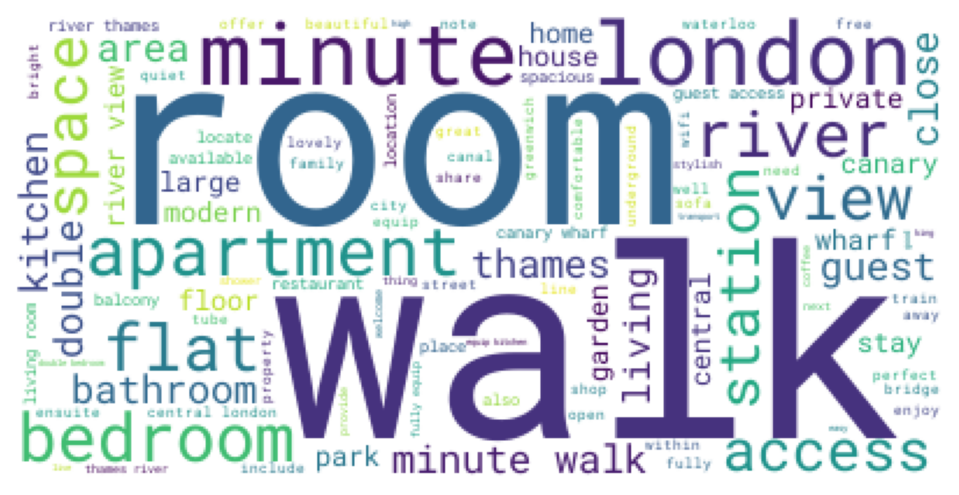 river thames
offer
beautiful
high
note
home
waterloo
free
bright
space
area
minute
house
london
close
quiet
spacious
river view
room
guest access
private
locate
lovely
location
great
greenwich
comfortable
underground
wifi
river
available
family
canal
stylish
canary
kitchen
large
share
well
need
modern
city
sofa
view
equip
transport
double
apartment
canary wharf
station
wharf
l
king
thames
guest
shower
restaurant
thing
street
coffee
balcony
floor
line
garden
living
central
next
train
living room
tube
welcome
away
flat
walk
place
equip kitchen
stay
double bedroom
property
bathroom
fully equip
shop
perfect
bridge
provide
also
ensuite
central london
open
enjoy
bedroom
easy
access
live
thames river
include
park
minute walk
within
fully